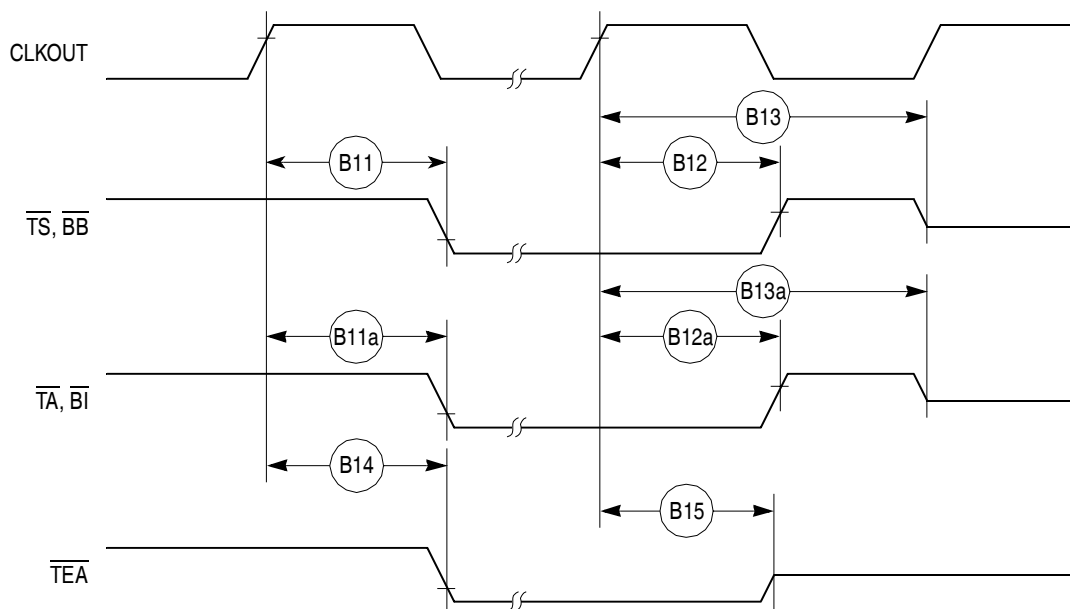 CLKOUT
B13
B11
B12
TS, BB
B13a
B11a
B12a
TA, BI
B14
B15
TEA